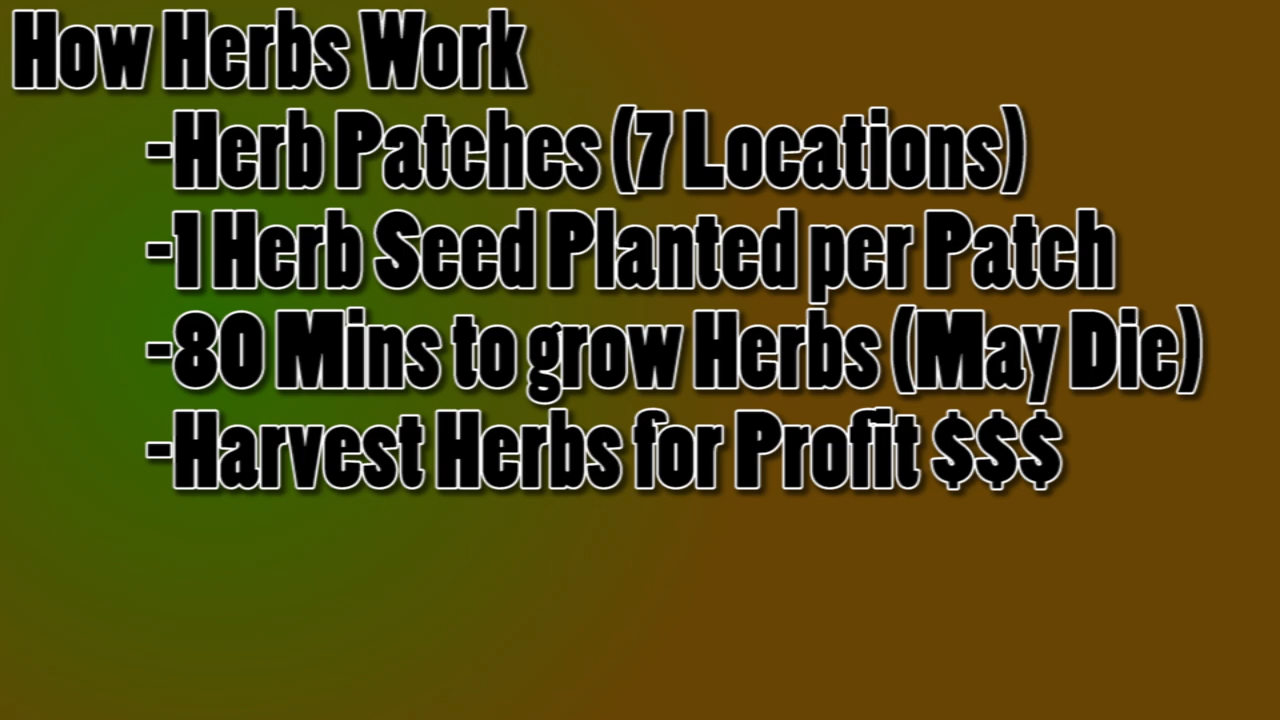 How Herbs Work
-Herb Patches (7 Locations)
-1 Herb Seed Planted per Patch
-80 Mins to grow Herbs (May Die)
-Harvest Herbs for Profit $$$